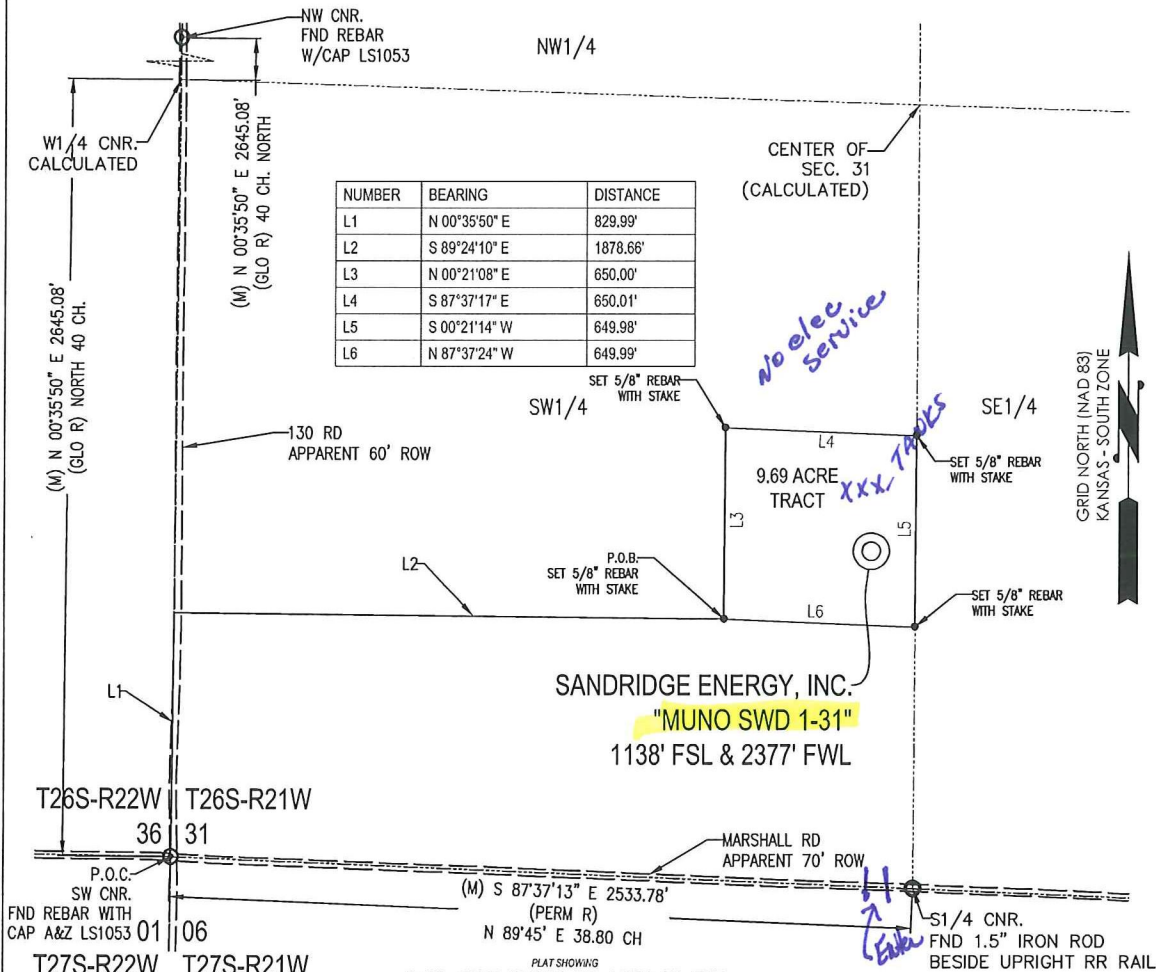 NW CNR.
FND REBAR
W/CAP LS1053
NW1/4
W1/4 CNR.
CALCULATED
(M) N 00°35'50" E 2645.08'
(GLO R) 40 CH. NORTH
CENTER OF
SEC. 31
(CALCULATED)
(M) N 00°35'50" E 2645.08'
(GLO R) NORTH 40 CH.
NUMBER BEARING DISTANCE
L1 N 00°35'50" E 829.99'
L2 S 89°24'10" E 1878.66'
L3 N 00°21'08" E 650.00'
L4 S 87°37'17" E 650.01'
L5 S 00°21'14" W 649.98'
L6 N 87°37'24" W 649.99'
No elec
service
GRID NORTH (NAD 83)
KANSAS - SOUTH ZONE
N
SET 5/8" REBAR
WITH STAKE
SW1/4
SE1/4
130 RD
APPARENT 60' ROW
L4
TANKS
XXX
SET 5/8" REBAR
WITH STAKE
9.69 ACRE
TRACT
L3
L5
L2
P.O.B.
SET 5/8" REBAR
WITH STAKE
L6
SET 5/8" REBAR
WITH STAKE
L1
SANDRIDGE ENERGY, INC.
"MUNO SWD 1-31"
1138' FSL & 2377' FWL
T26S-R22W T26S-R21W
36 31
MARSHALL RD
APPARENT 70' ROW
P.O.C.
SW CNR.
FND REBAR WITH
CAP A&Z LS1053
(M) S 87°37'13" E 2533.78'
(PERM R)
N 89°45' E 38.80 CH
Enter
S1/4 CNR.
FND 1.5" IRON ROD
BESIDE UPRIGHT RR RAIL
01 06
T27S-R22W T27S-R21W
PLAT SHOWING